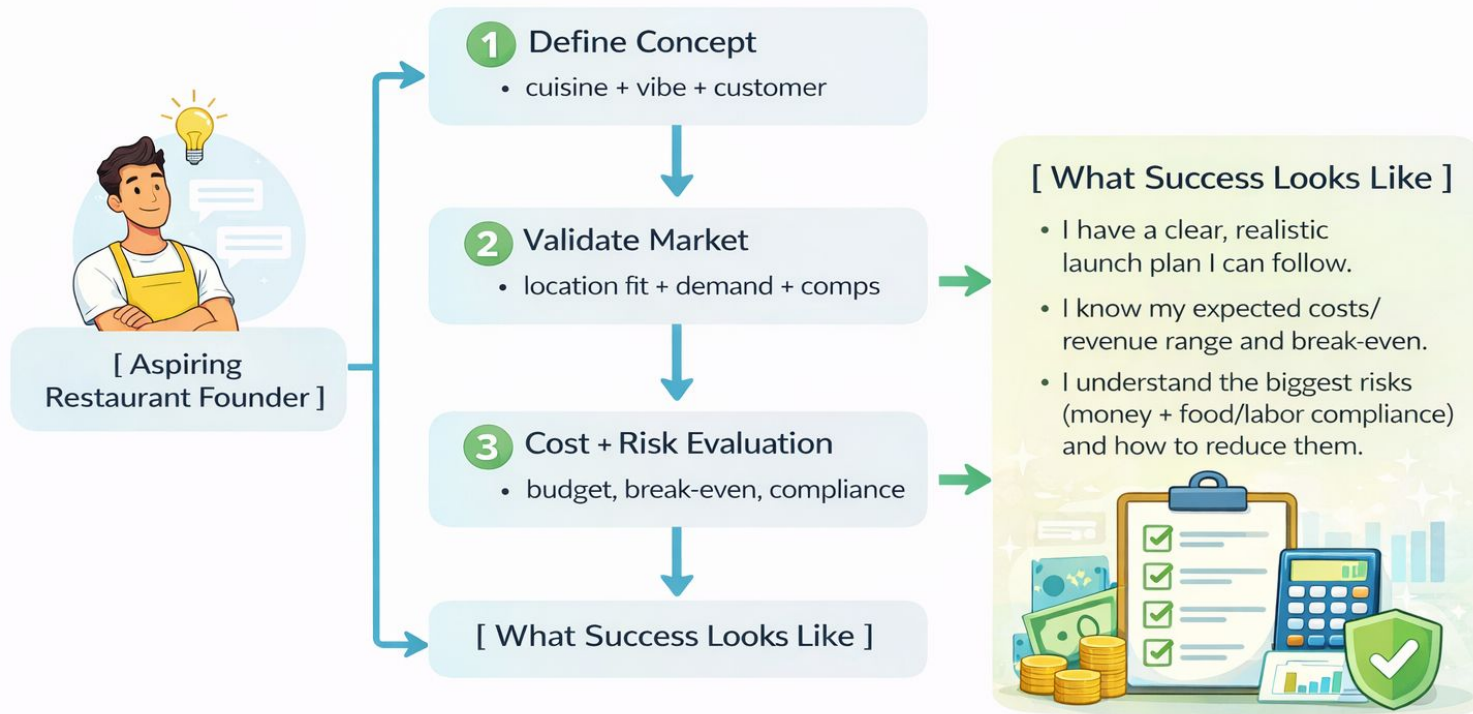 1 Define Concept
• cuisine + vibe + customer
[ Aspiring
Restaurant Founder ]
2 Validate Market
• location fit + demand + comps
3 Cost + Risk Evaluation
• budget, break-even, compliance
[ What Success Looks Like ]
[ What Success Looks Like ]
• I have a clear, realistic
launch plan I can follow.
• I know my expected costs/
revenue range and break-even.
• I understand the biggest risks
(money + food/labor compliance)
and how to reduce them.